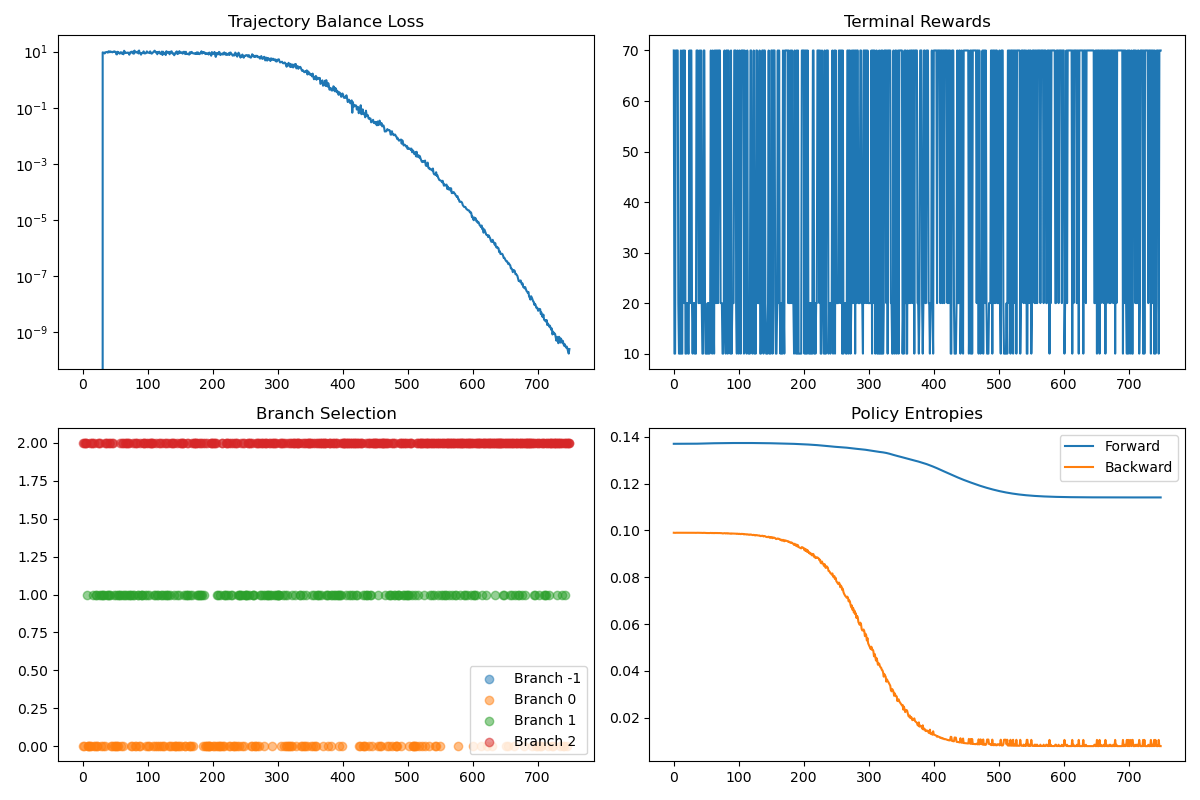 Trajectory Balance Loss
10¹
10⁻¹
10⁻³
10⁻⁵
10⁻⁷
10⁻⁹
0 100 200 300 400 500 600 700
Terminal Rewards
70
60
50
40
30
20
10
0 100 200 300 400 500 600 700
Branch Selection
2.00
1.75
1.50
1.25
1.00
0.75
0.50
0.25
0.00
0 100 200 300 400 500 600 700
Branch -1
Branch 0
Branch 1
Branch 2
Policy Entropies
0.14
0.12
0.10
0.08
0.06
0.04
0.02
0 100 200 300 400 500 600 700
Forward
Backward